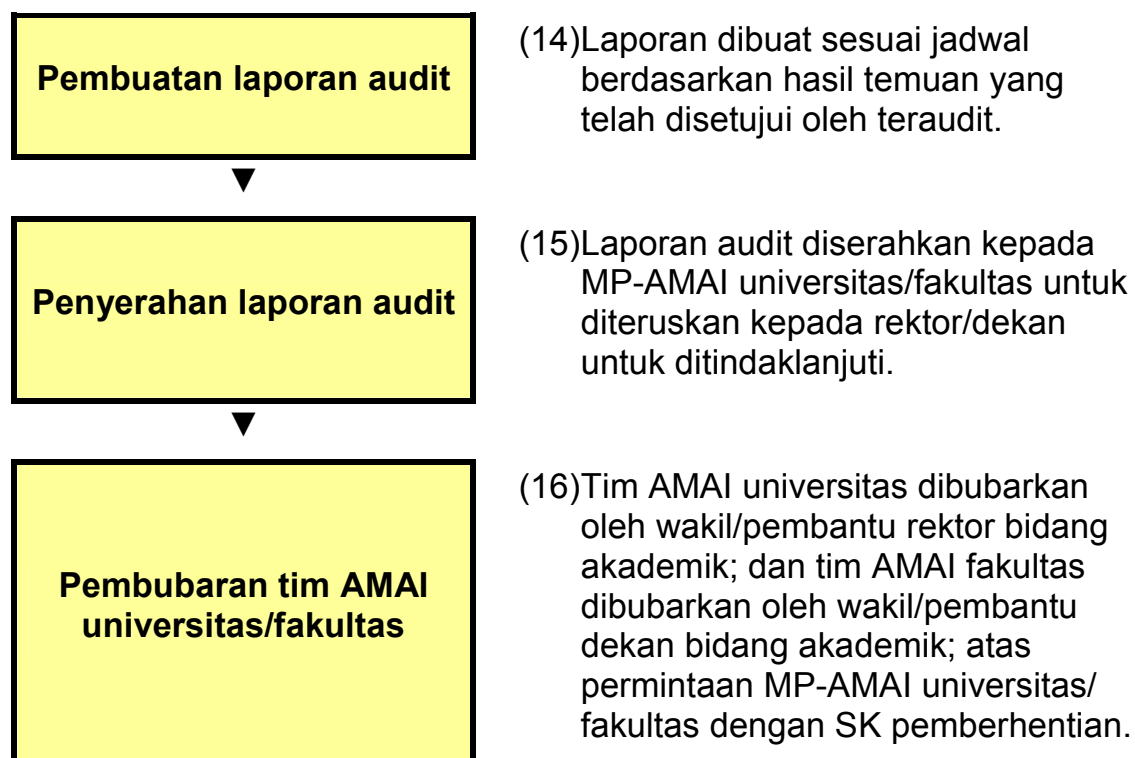 Pembuatan laporan audit
(14)Laporan dibuat sesuai jadwal
berdasarkan hasil temuan yang
telah disetujui oleh teraudit.
▼
Penyerahan laporan audit
(15)Laporan audit diserahkan kepada
MP-AMAI universitas/fakultas untuk
diteruskan kepada rektor/dekan
untuk ditindaklanjuti.
▼
Pembubaran tim AMAI
universitas/fakultas
(16)Tim AMAI universitas dibubarkan
oleh wakil/pembantu rektor bidang
akademik; dan tim AMAI fakultas
dibubarkan oleh wakil/pembantu
dekan bidang akademik; atas
permintaan MP-AMAI universitas/
fakultas dengan SK pemberhentian.